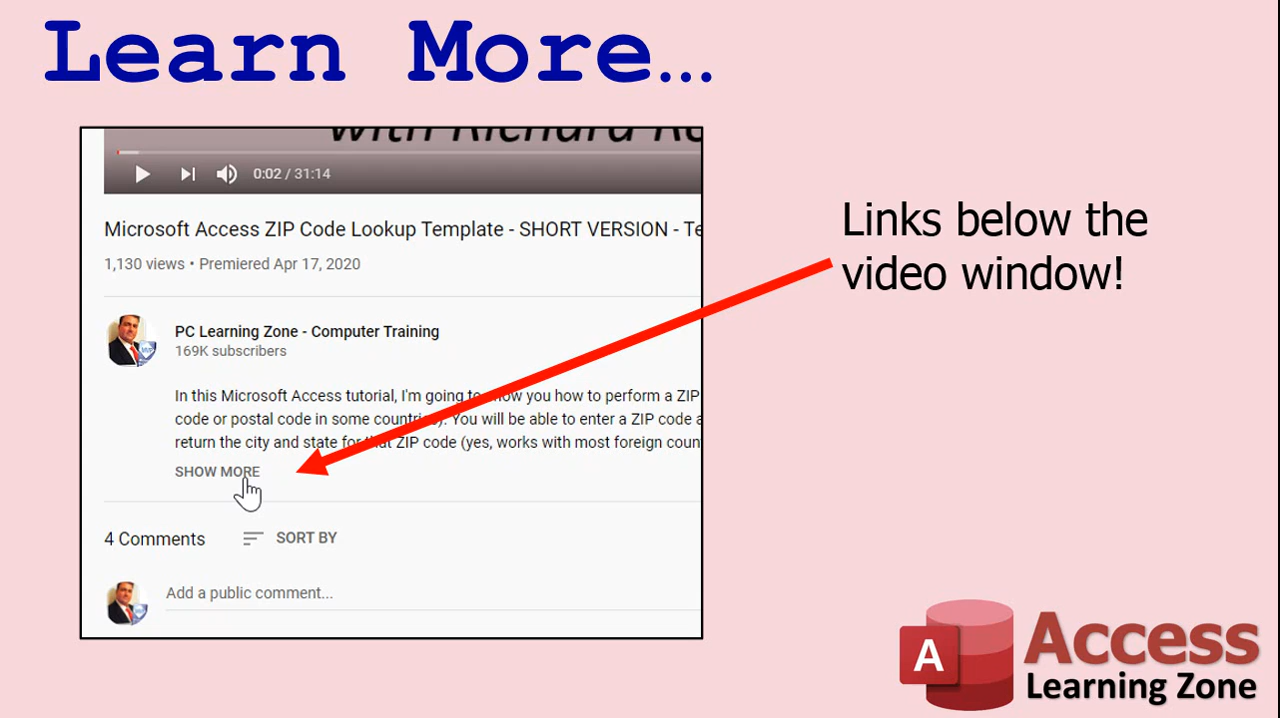 Learn More...
with Richard
0:02 / 31:14
Microsoft Access ZIP Code Lookup Template - SHORT VERSION - Te
1,130 views • Premiered Apr 17, 2020
PC Learning Zone - Computer Training
169K subscribers
In this Microsoft Access tutorial, I'm going to show you how to perform a ZIP
code or postal code in some countries). You will be able to enter a ZIP code a
return the city and state for that ZIP code (yes, works with most foreign coun
SHOW MORE
4 Comments
SORT BY
Add a public comment...
Links below the
video window!
A
Access
Learning Zone